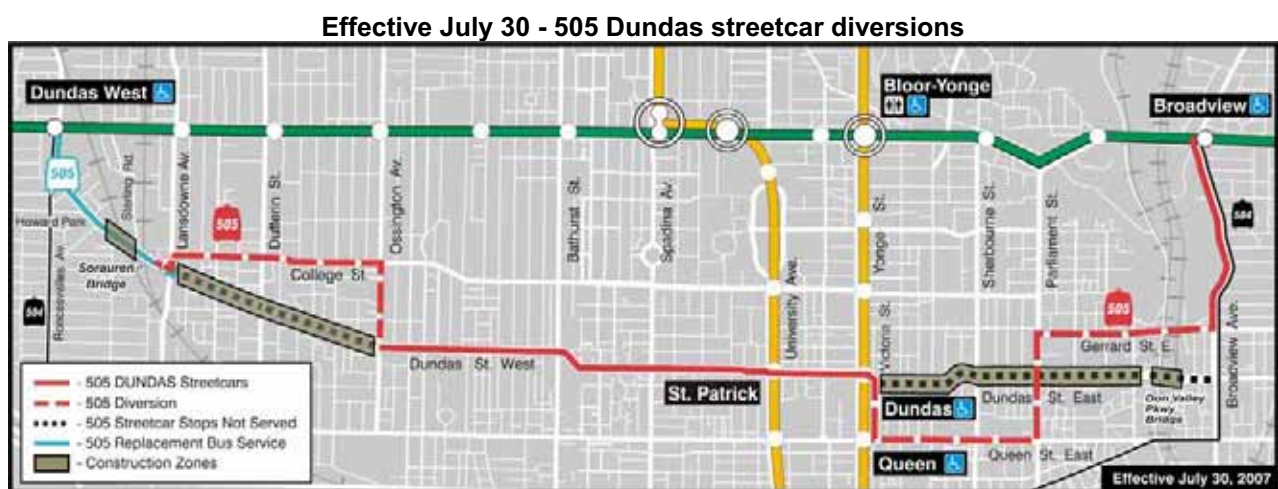 Effective July 30 - 505 Dundas streetcar diversions
Dundas West
Bloor-Yonge
Broadview
505
Howard Park
Sterling Rd.
Lansdowne Av.
505
Dufferin St.
Ossington Av.
Bathurst St.
Spadina Av.
Yonge St.
Sherbourne St.
Parliament St.
504
Sorauren
Bridge
College St.
504
Roncesvalles Av.
University Ave.
Victoria St.
505
Gerrard St. E.
Broadview Ave.
Dundas St. West
St. Patrick
Dundas
Dundas St. East
Don Valley
Pkwy
Bridge
Queen
Queen St. East
- 505 DUNDAS Streetcars
- 505 Diversion
- 505 Streetcar Stops Not Served
- 505 Replacement Bus Service
- Construction Zones
Effective July 30, 2007